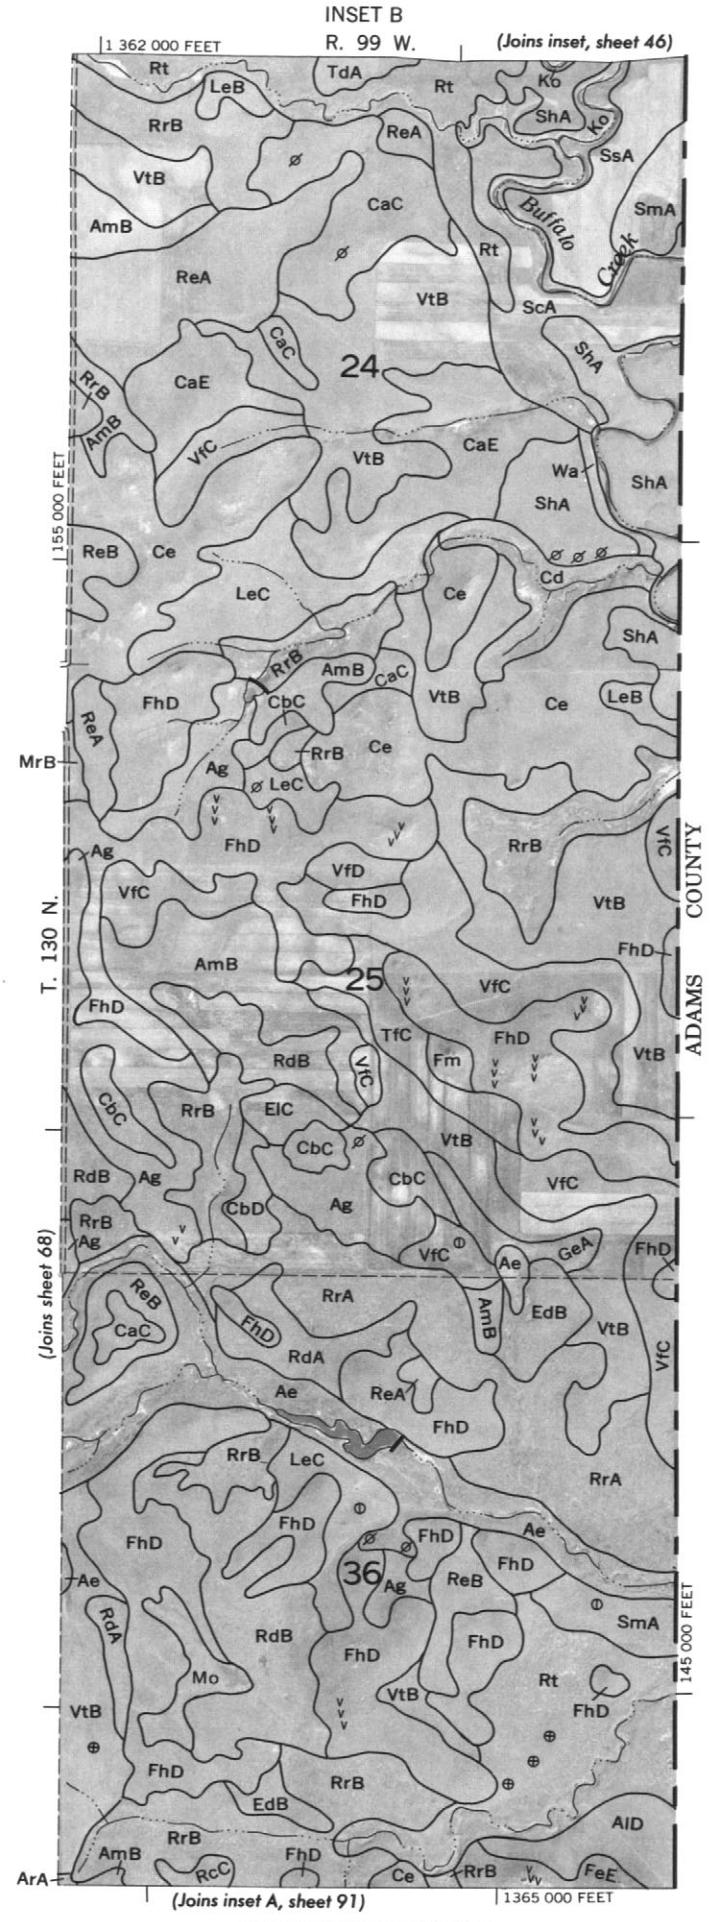 INSET B
1 362 000 FEET
R. 99 W.
(Joins inset, sheet 46)
Rt
TdA
Rt
Ko
LeB
ShA
Ko
RrB
ReA
SsA
VtB
CaC
SmA
AmB
Buffalo
Creek
Rt
ReA
VtB
ScA
CaC
ShA
24
RrB
CaE
AmB
VfC
VtB
CaE
Wa
ShA
ShA
155 000 FEET
ReB
Ce
Cd
LeC
Ce
ShA
RrB
AmB
CaC
FhD
CbC
VtB
Ce
LeB
ReA
RrB
Ce
MrB
Ag
LeC
FhD
RrB
VfC
Ag
VfD
VfC
FhD
VtB
T. 130 N.
ADAMS COUNTY
FhD
AmB
25
VfC
FhD
TfC
FhD
VtB
RdB
VfC
Fm
CbC
RrB
ElC
VtB
CbC
RdB
Ag
CbC
VfC
CbD
Ag
RrB
VfC
Ag
GeA
FhD
Ae
(Joins sheet 68)
ReB
RrA
AmB
EdB
CaC
FhD
VtB
RdA
VfC
Ae
ReA
FhD
RrB
LeC
RrA
FhD
FhD
FhD
Ae
FhD
36
Ae
Ag
ReB
RdA
SmA
RdB
FhD
FhD
Mo
VtB
Rt
FhD
145 000 FEET
VtB
FhD
RrB
EdB
AlD
RrB
AmB
FhD
ArA
RcC
Ce
RrB
FeE
(Joins inset A, sheet 91)
1365 000 FEET